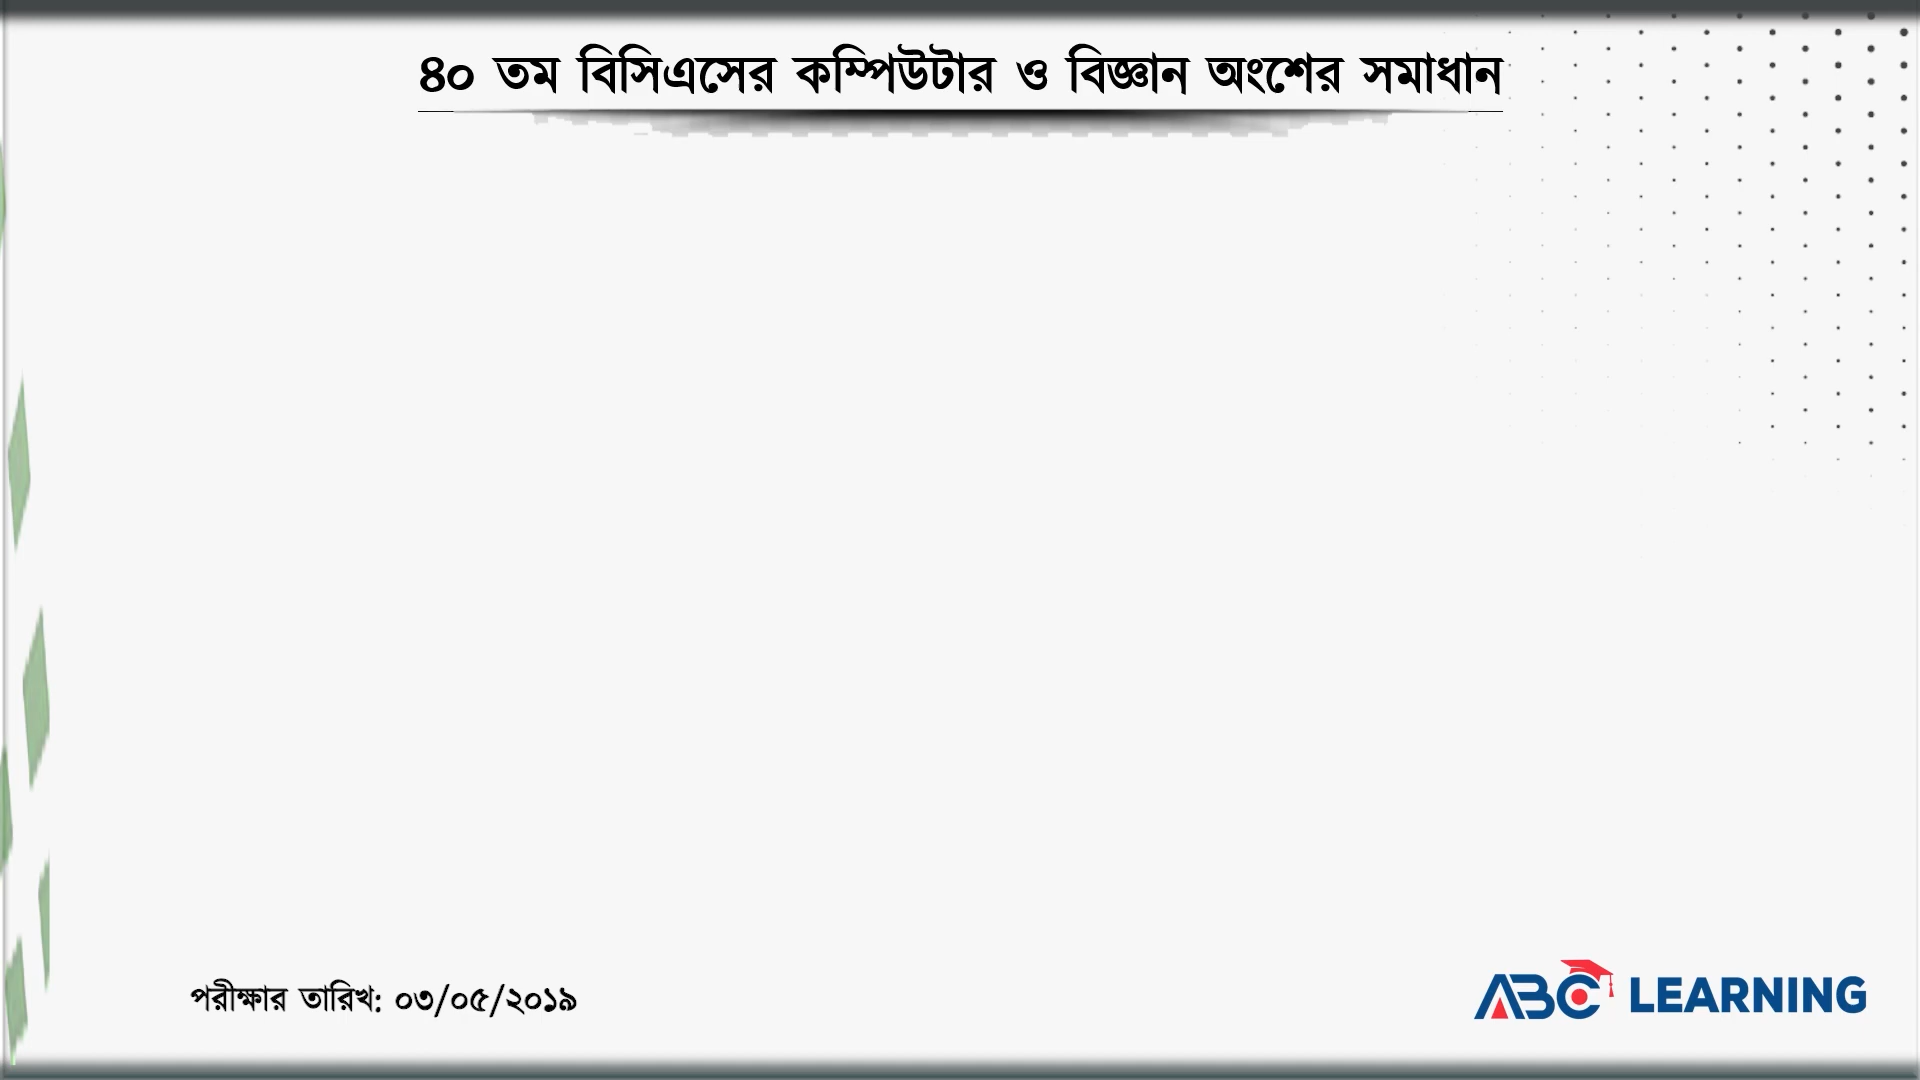 ৪০ তম বিসিএসের কম্পিউটার ও বিজ্ঞান অংশের সমাধান
পরীক্ষার তারিখ: ০৩/০৫/২০১৯
ABC LEARNING